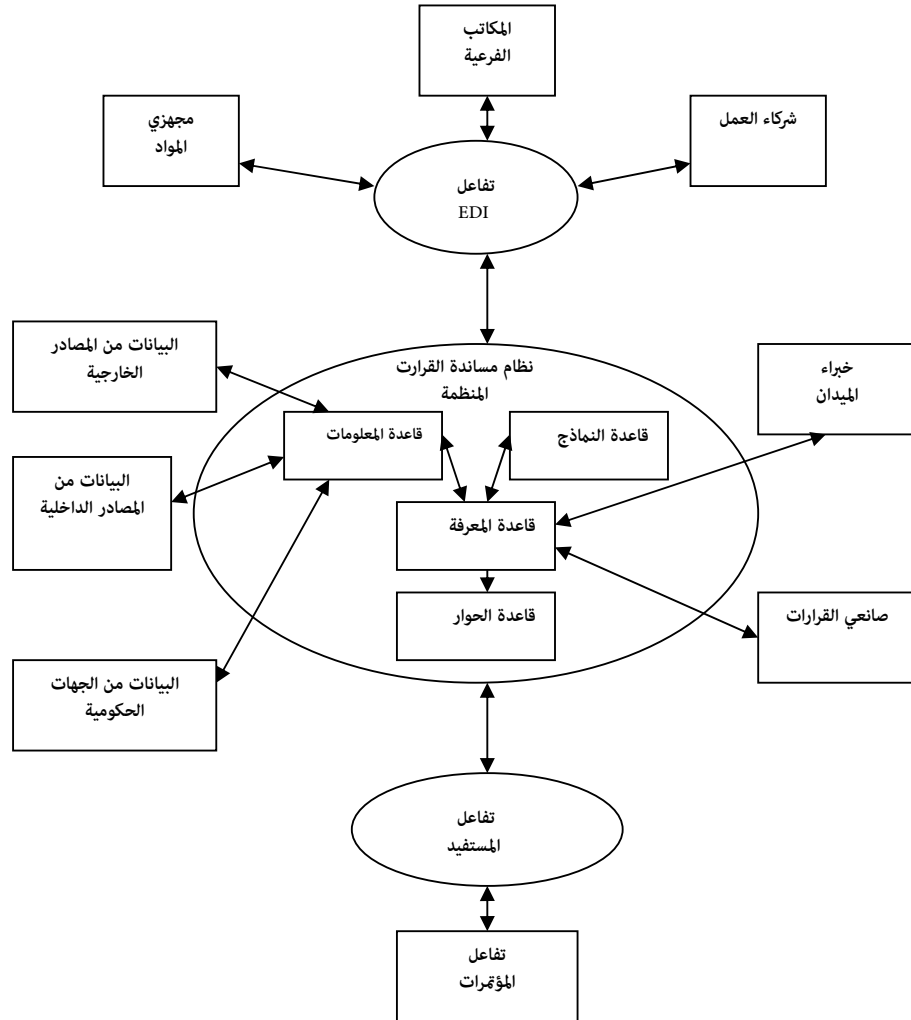 المكاتب
الفرعية
شركاء العمل
مجهزي
المواد
تفاعل
EDI
البيانات من المصادر
الخارجية
نظام مساندة القرارت
المنظمة
خبراء
الميدان
قاعدة النماذج
قاعدة المعلومات
البيانات من
المصادر الداخلية
قاعدة المعرفة
قاعدة الحوار
صانعي القرارات
البيانات من الجهات
الحكومية
تفاعل
المستفيد
تفاعل
المؤتمرات